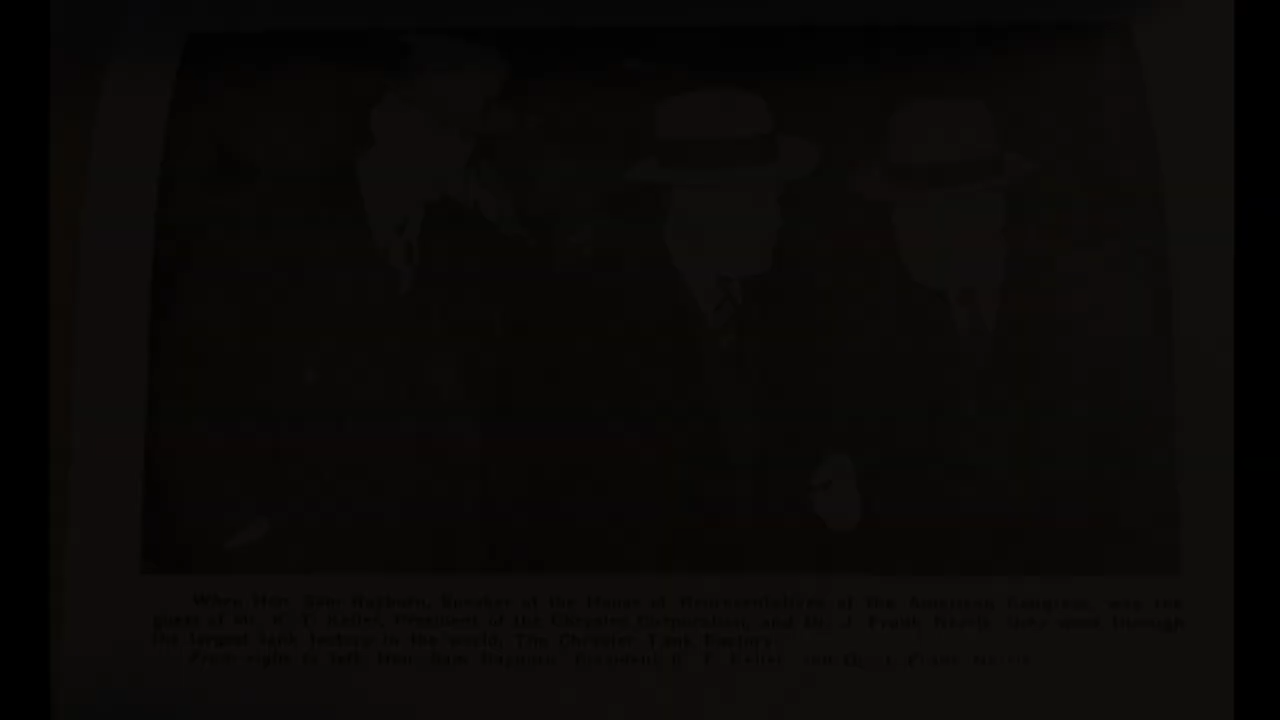 When Hon. Sam Rayburn, Speaker of the House of Representatives of the American Congress, was the
guest of Mr. K. T. Keller, President of the Chrysler Corporation, and Dr. J. Frank Norris, they went through
the largest tank factory in the world, The Chrysler Tank Factory.
From right to left: Hon. Sam Rayburn, President K. T. Keller, and Dr. J. Frank Norris.